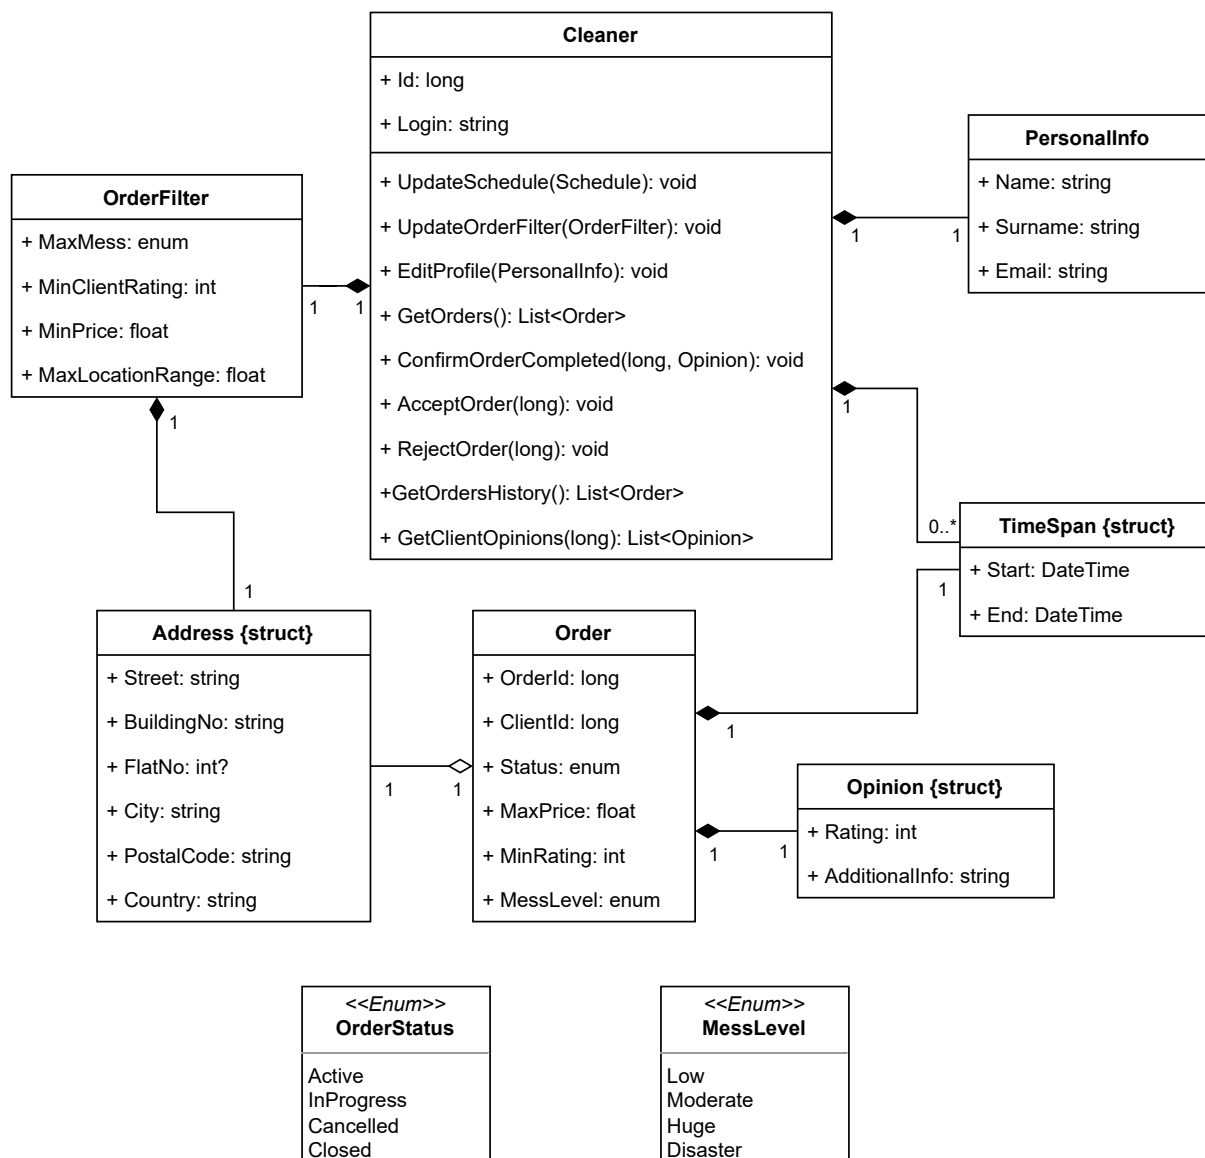 Cleaner
+ Id: long
+ Login: string
+ UpdateSchedule(Schedule): void
+ UpdateOrderFilter(OrderFilter): void
+ EditProfile(PersonalInfo): void
+ GetOrders(): List<Order>
+ ConfirmOrderCompleted(long, Opinion): void
+ AcceptOrder(long): void
+ RejectOrder(long): void
+GetOrdersHistory(): List<Order>
+ GetClientOpinions(long): List<Opinion>
PersonalInfo
+ Name: string
+ Surname: string
+ Email: string
1
1
OrderFilter
+ MaxMess: enum
+ MinClientRating: int
+ MinPrice: float
+ MaxLocationRange: float
1
1
1
1
1
0..*
TimeSpan {struct}
+ Start: DateTime
+ End: DateTime
1
1
Address {struct}
+ Street: string
+ BuildingNo: string
+ FlatNo: int?
+ City: string
+ PostalCode: string
+ Country: string
1
1
Order
+ OrderId: long
+ ClientId: long
+ Status: enum
+ MaxPrice: float
+ MinRating: int
+ MessLevel: enum
1
1
Opinion {struct}
+ Rating: int
+ AdditionalInfo: string
<<Enum>>
OrderStatus
Active
InProgress
Cancelled
Closed
<<Enum>>
MessLevel
Low
Moderate
Huge
Disaster